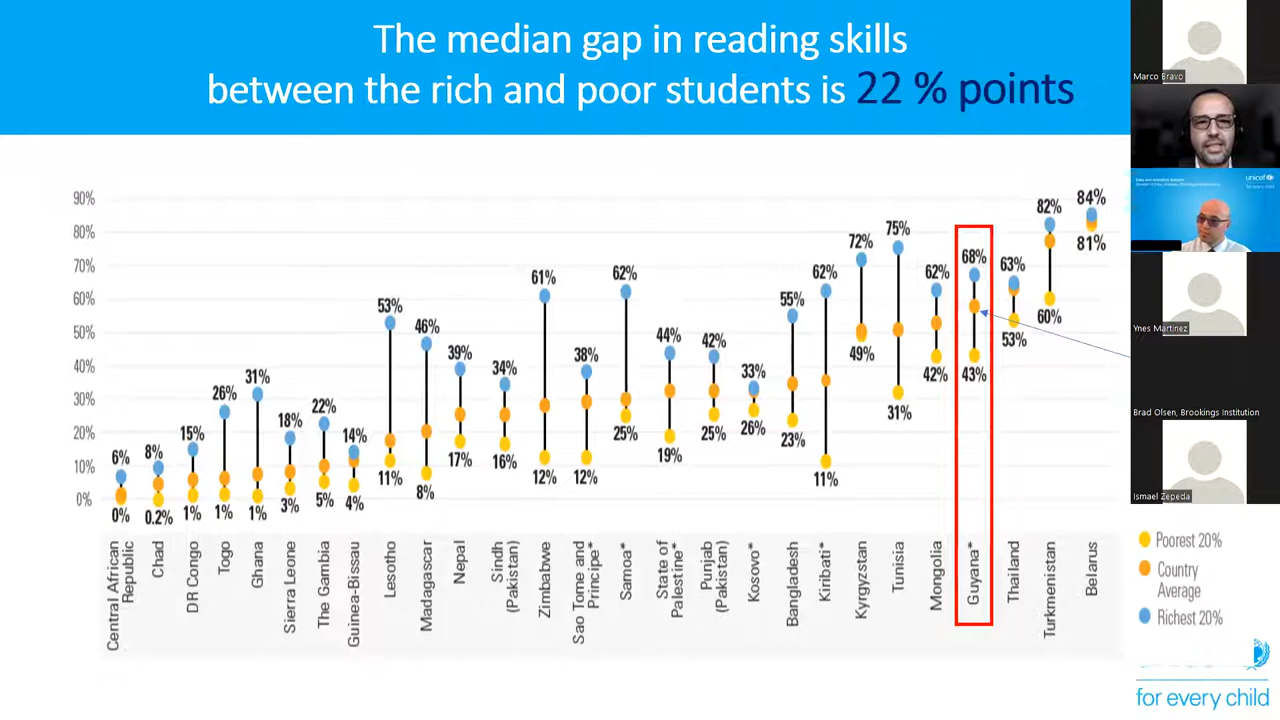 The median gap in reading skills
between the rich and poor students is 22 % points
Marco Bravo
unicef
for every child
Ynes Martinez
Brad Olsen, Brookings Institution
Ismael Zepeda
90%
80%
70%
60%
50%
40%
30%
20%
10%
0%
6%
0%
8%
0.2%
15%
1%
26%
1%
31%
1%
18%
3%
22%
5%
14%
4%
53%
11%
46%
8%
39%
17%
34%
16%
61%
12%
38%
12%
62%
25%
44%
19%
42%
25%
33%
26%
55%
23%
62%
11%
72%
49%
75%
31%
62%
42%
68%
43%
63%
53%
82%
60%
84%
81%
Central African
Republic
Chad
DR Congo
Togo
Ghana
Sierra Leone
The Gambia
Guinea-Bissau
Lesotho
Madagascar
Nepal
Sindh
(Pakistan)
Zimbabwe
Sao Tome and
Principe*
Samoa*
State of
Palestine*
Punjab
(Pakistan)
Kosovo*
Bangladesh
Kiribati*
Kyrgyzstan
Tunisia
Mongolia
Guyana*
Thailand
Turkmenistan
Belarus
Poorest 20%
Country
Average
Richest 20%
for every child